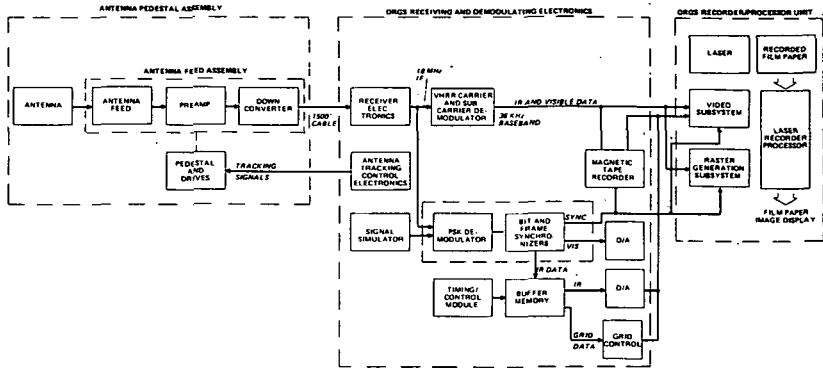 ANTENNA PEDESTAL ASSEMBLY
ANTENNA FEED ASSEMBLY
ANTENNA
ANTENNA
FEED
PREAMP
DOWN
CONVERTER
1500'
CABLE
PEDESTAL
AND
DRIVES
TRACKING
SIGNALS
DRGS RECEIVING AND DEMODULATING ELECTRONICS
RECEIVER
ELEC
TRONICS
18 MHz
IF
VHRR CARRIER
AND SUB
CARRIER DE-
MODULATOR
IR AND VISIBLE DATA
36 KHz
BASEBAND
ANTENNA
TRACKING
CONTROL
ELECTRONICS
MAGNETIC
TAPE
RECORDER
SIGNAL
SIMULATOR
PSK DE-
MODULATOR
BIT AND
FRAME
SYNCHRO-
NIZERS
SYNC
VIS
D/A
IR DATA
TIMING/
CONTROL
MODULE
BUFFER
MEMORY
IR
D/A
GRID
DATA
GRID
CONTROL
DRGS RECORDER/PROCESSOR UNIT
LASER
RECORDED
FILM PAPER
VIDEO
SUBSYSTEM
LASER
RECORDER
PROCESSOR
RASTER
GENERATION
SUBSYSTEM
FILM PAPER
IMAGE DISPLAY